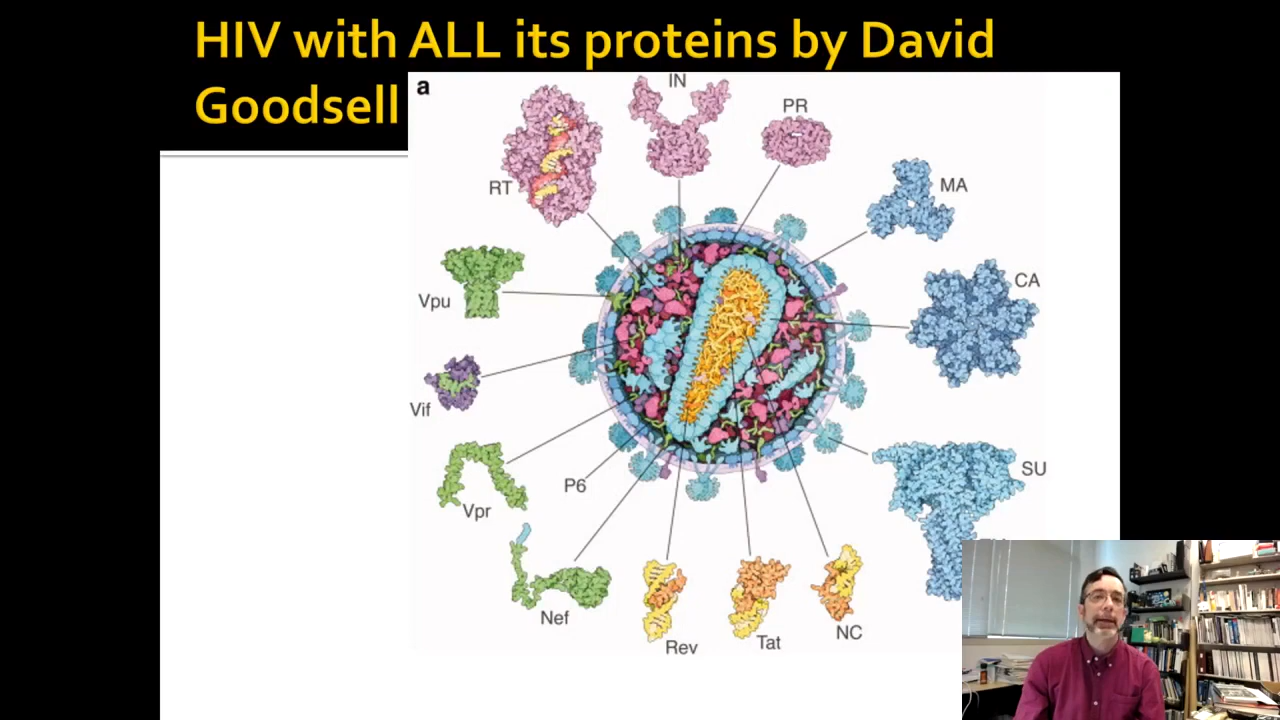 HIV with ALL its proteins by David
Goodsell
a
IN
PR
RT
MA
Vpu
CA
Vif
SU
P6
Vpr
Nef
Rev
Tat
NC